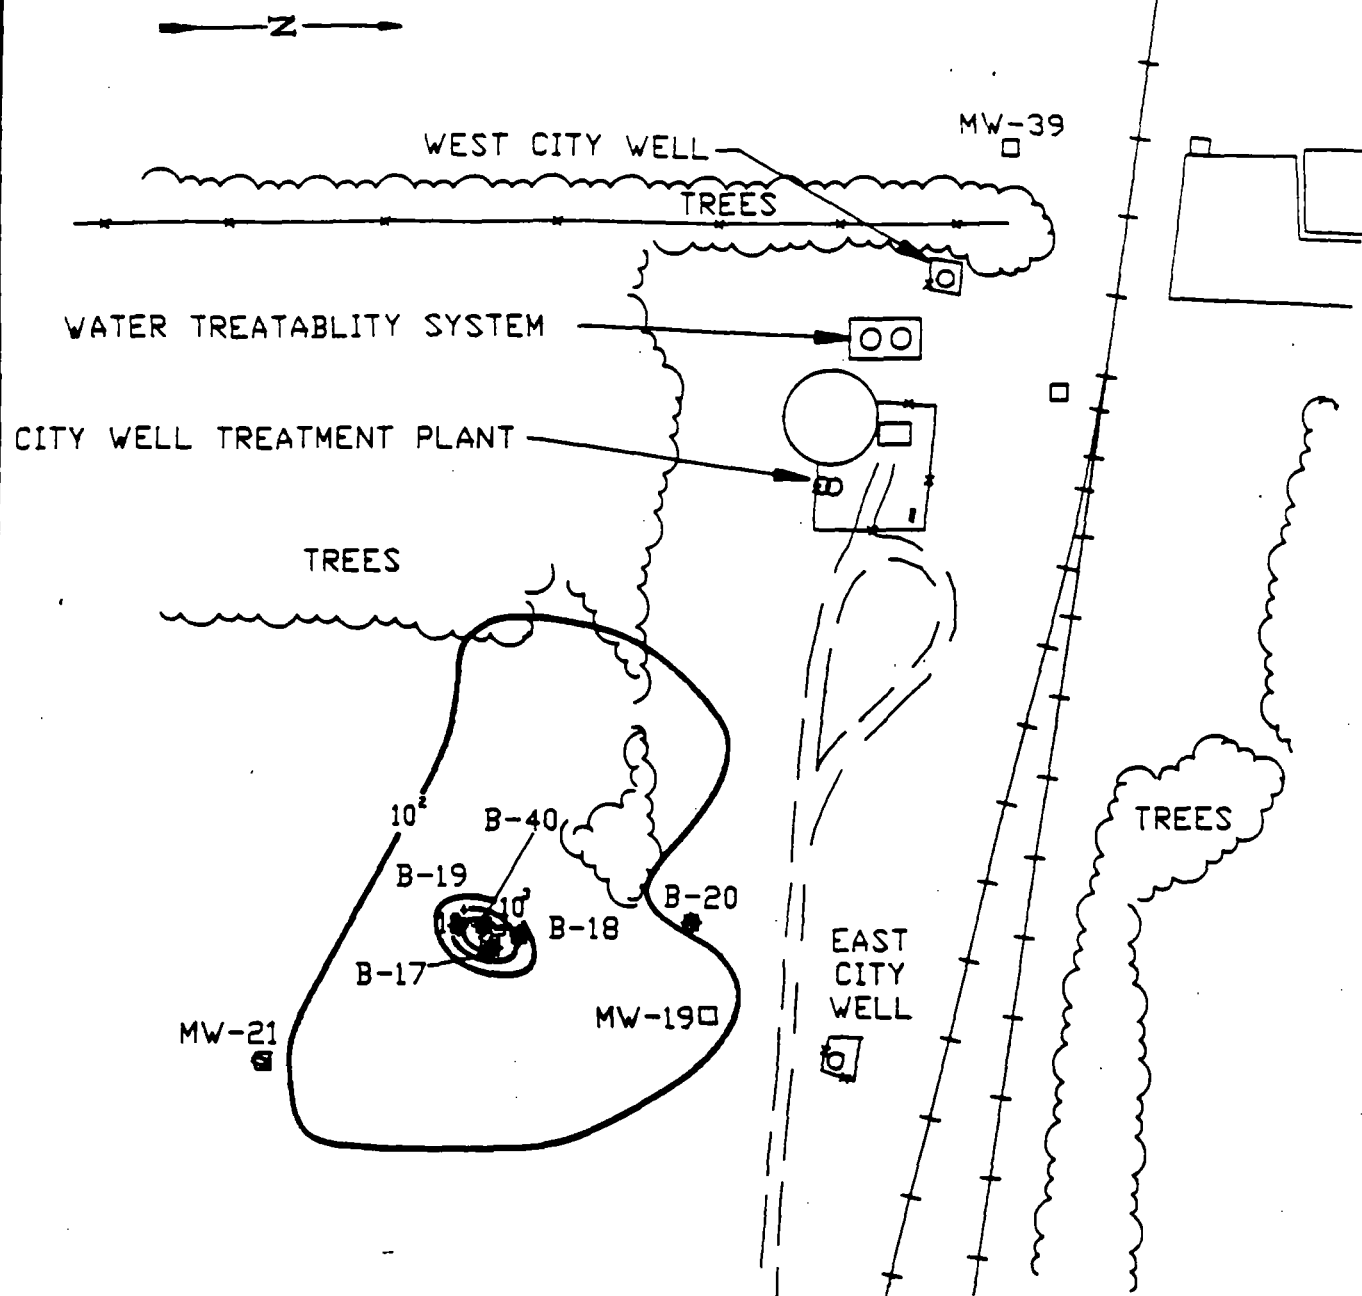 N
MW-39
WEST CITY WELL
TREES
WATER TREATABLITY SYSTEM
CITY WELL TREATMENT PLANT
TREES
10²
B-40
TREES
B-19
B-20
10³
B-18
EAST
CITY
WELL
B-17
MW-19
MW-21